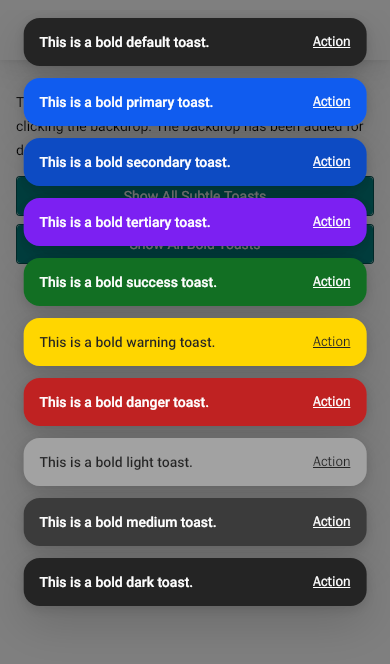 This is a bold default toast. Action
This is a bold primary toast. Action
clicking the backdrop. The backdrop has been added for
This is a bold secondary toast. Action
Show All Subtle Toasts
This is a bold tertiary toast. Action
Show All Bold Toasts
This is a bold success toast. Action
This is a bold warning toast. Action
This is a bold danger toast. Action
This is a bold light toast. Action
This is a bold medium toast. Action
This is a bold dark toast. Action